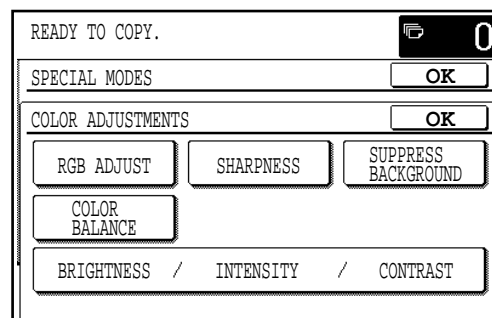 READY TO COPY. 0
SPECIAL MODES OK
COLOR ADJUSTMENTS OK
RGB ADJUST SHARPNESS SUPPRESS
BACKGROUND
COLOR
BALANCE
BRIGHTNESS / INTENSITY / CONTRAST